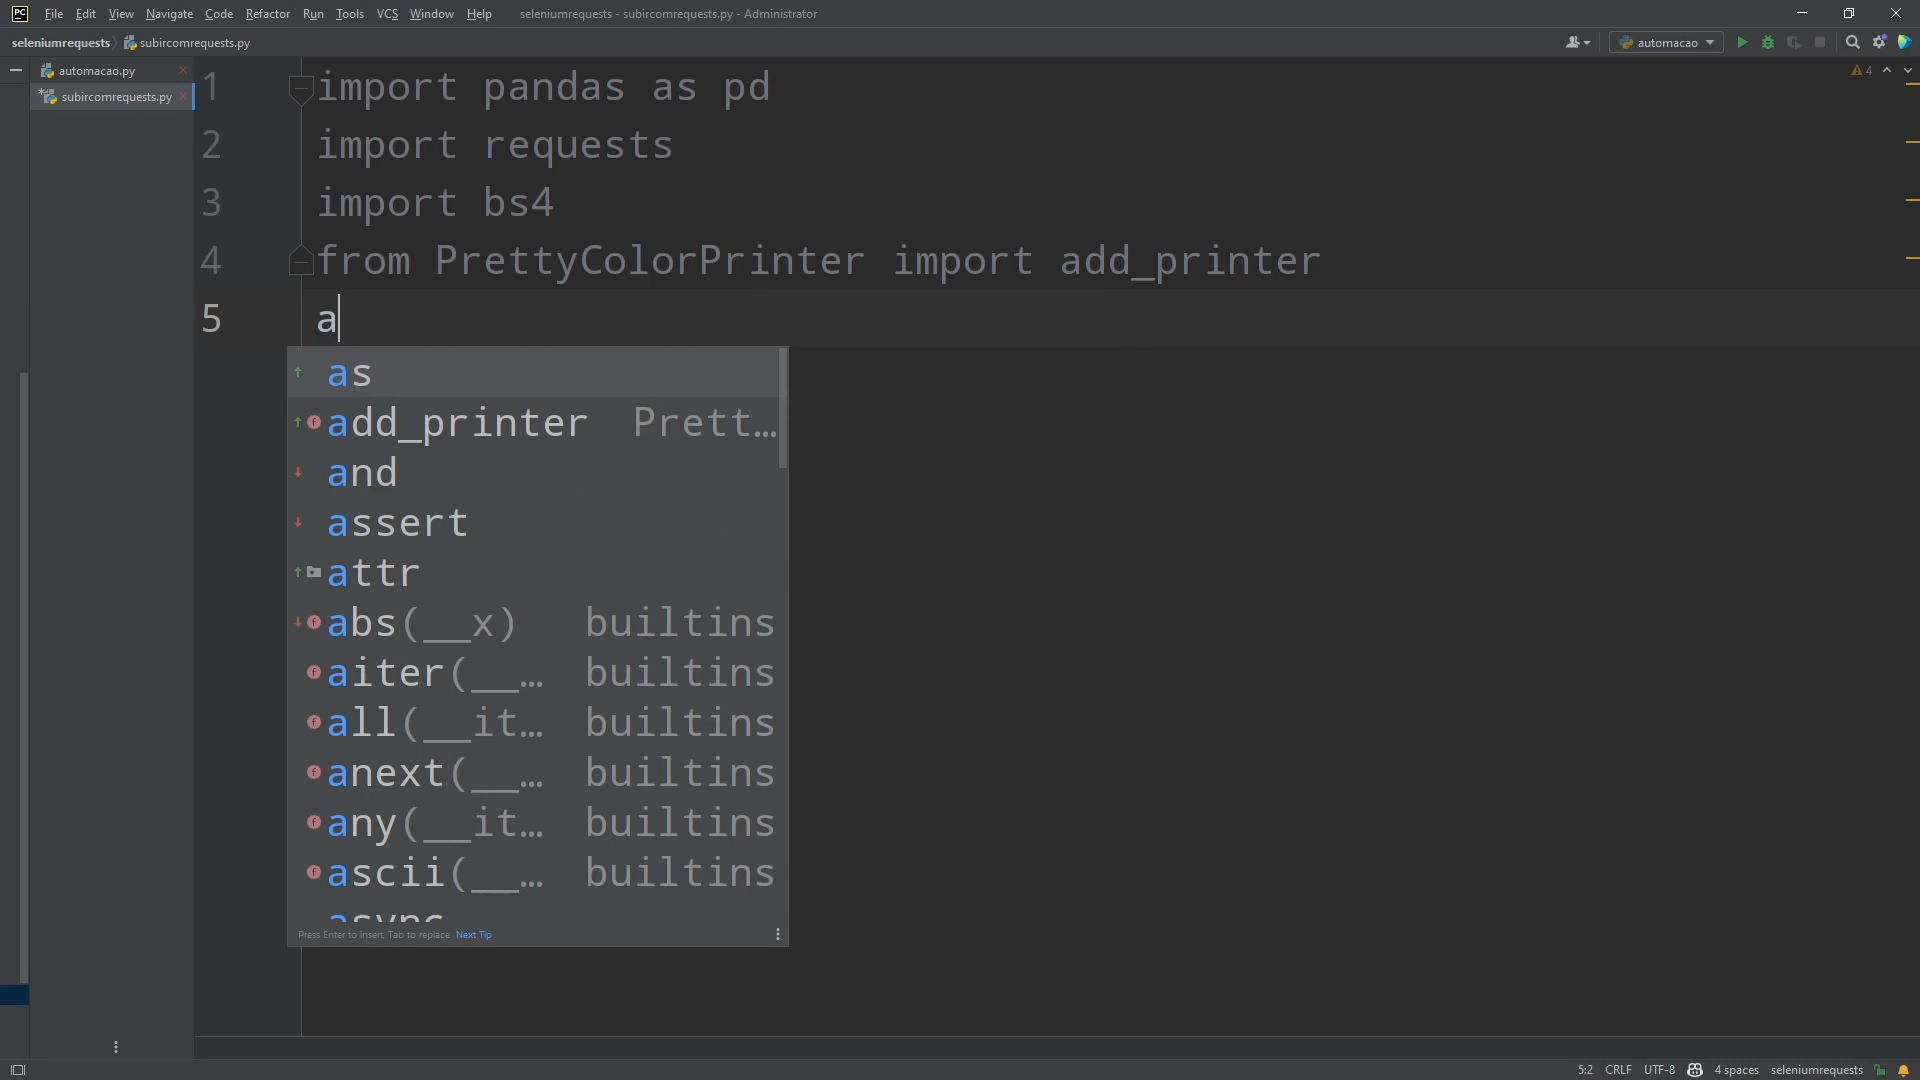 PC File Edit View Navigate Code Refactor Run Tools VCS Window Help seleniumrequests - subircomrequests.py - Administrator
seleniumrequests subircomrequests.py automacao
automacao.py
subircomrequests.py
4
1 import pandas as pd
2 import requests
3 import bs4
4 from PrettyColorPrinter import add_printer
5 a
as
add_printer Prett…
and
assert
attr
abs(__x) builtins
aiter(__… builtins
all(__it… builtins
anext(__… builtins
any(__it… builtins
ascii(__… builtins
async
Press Enter to insert, Tab to replace Next Tip
5:2 CRLF UTF-8 4 spaces seleniumrequests